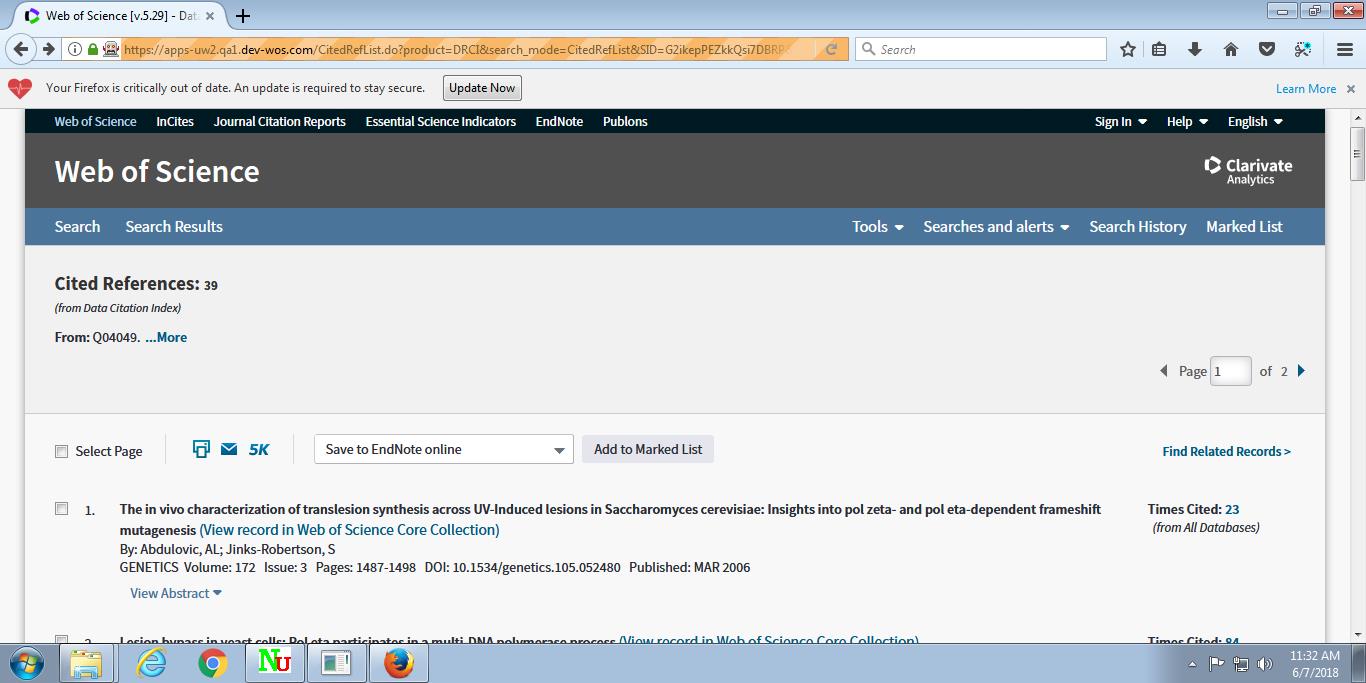 Web of Science [v.5.29] - Dat
https://apps-uw2.qa1.dev-wos.com/CitedRefList.do?product=DRCI&search_mode=CitedRefList&SID=G2ikepPEZkkQsi7DBRP
Search
Your Firefox is critically out of date. An update is required to stay secure. Update Now Learn More
Web of Science InCites Journal Citation Reports Essential Science Indicators EndNote Publons Sign In Help English
Web of Science
Clarivate
Analytics
Search Search Results Tools Searches and alerts Search History Marked List
Cited References: 39
(from Data Citation Index)
From: Q04049. ...More
Page 1 of 2
Select Page 5K Save to EndNote online Add to Marked List Find Related Records >
1. The in vivo characterization of translesion synthesis across UV-Induced lesions in Saccharomyces cerevisiae: Insights into pol zeta- and pol eta-dependent frameshift Times Cited: 23
mutagenesis (View record in Web of Science Core Collection) (from All Databases)
By: Abdulovic, AL; Jinks-Robertson, S
GENETICS Volume: 172 Issue: 3 Pages: 1487-1498 DOI: 10.1534/genetics.105.052480 Published: MAR 2006
View Abstract
2. Lesion bypass in yeast cells: Pol eta participates in a multi-DNA polymerase process (View record in Web of Science Core Collection) Times Cited: 84
NU
11:32 AM
6/7/2018